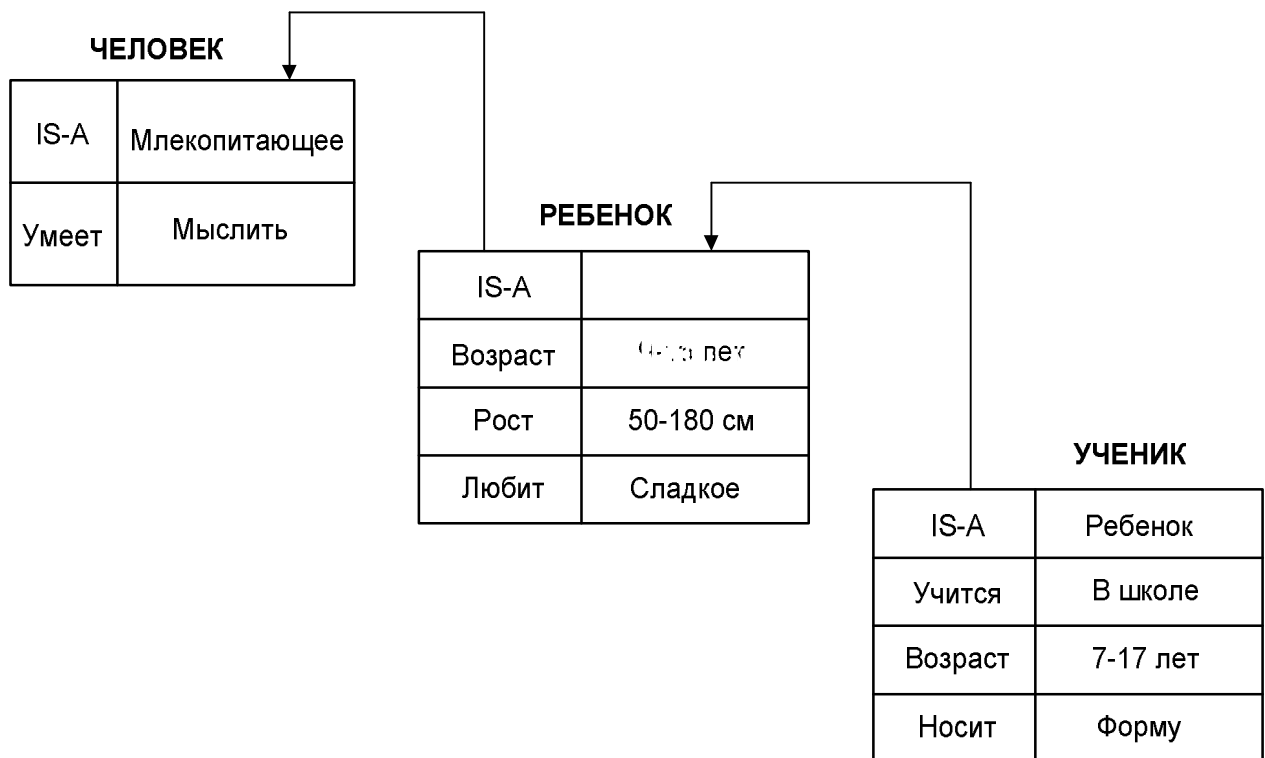 ЧЕЛОВЕК
IS-A Млекопитающее
Умеет Мыслить
РЕБЕНОК
IS-A
Возраст лет
Рост 50-180 см
Любит Сладкое
УЧЕНИК
IS-A Ребенок
Учится В школе
Возраст 7-17 лет
Носит Форму